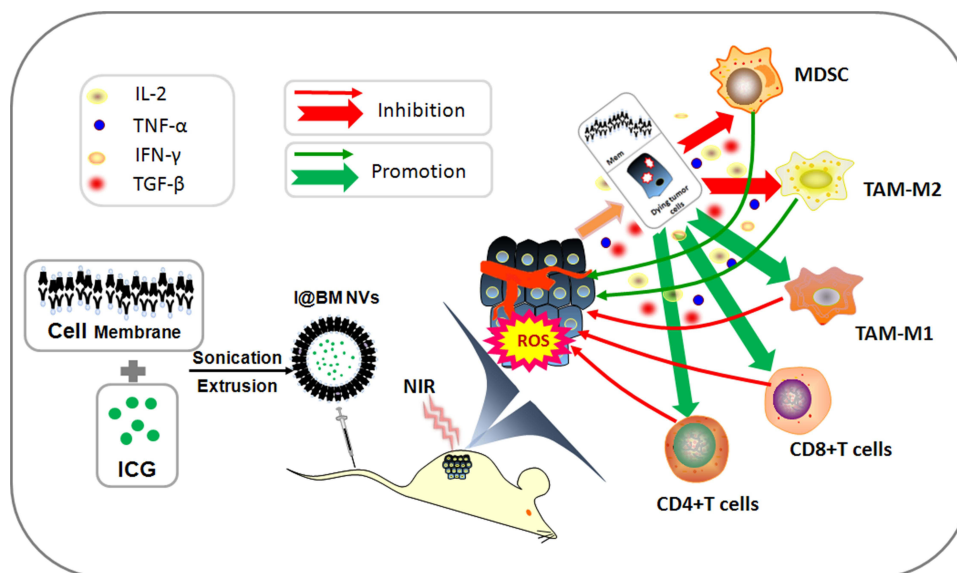 IL-2
TNF-α
IFN-γ
TGF-β
Inhibition
Promotion
Mem
Dying tumor
cells
MDSC
TAM-M2
TAM-M1
CD8+T cells
CD4+T cells
ROS
Cell Membrane
ICG
Sonication
Extrusion
I@BM NVs
NIR